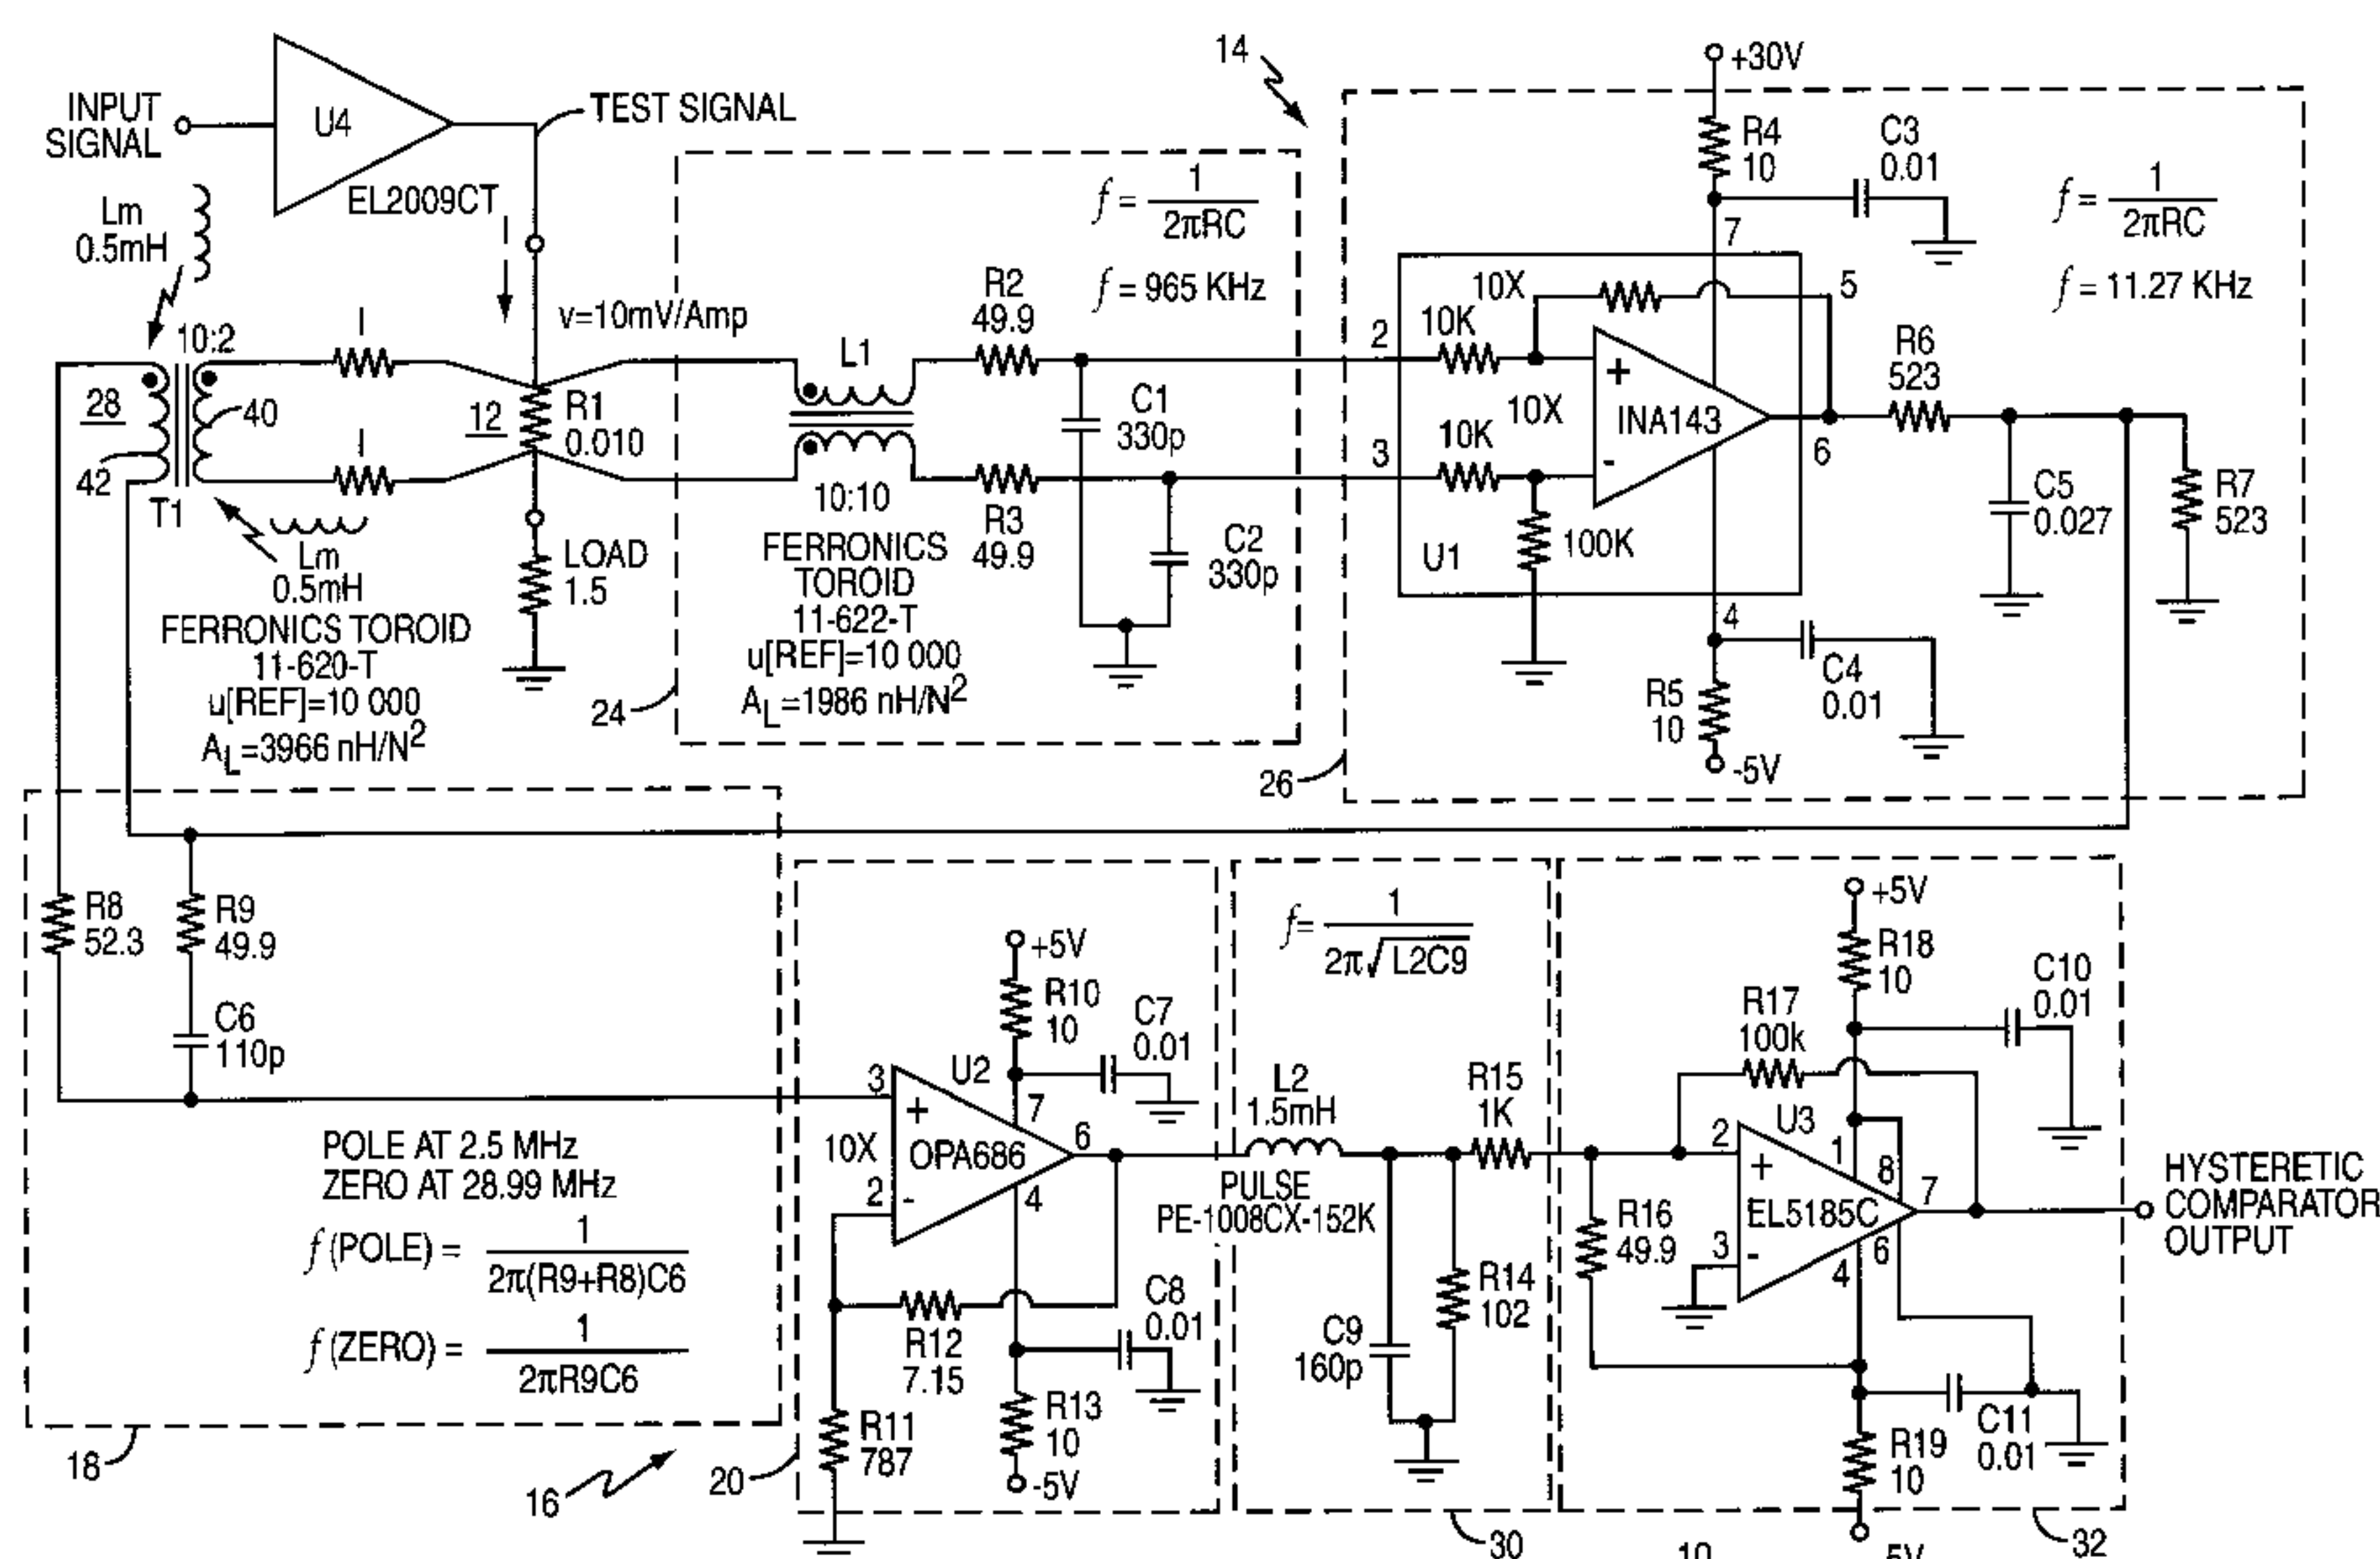 INPUT
SIGNAL
U4
EL2009CT
TEST SIGNAL
14
+30V
Lm
0.5mH
I
v=10mV/Amp
10:2
28
42
40
T1
I
I
12
R1
0.010
LOAD
1.5
Lm
0.5mH
FERRONICS TOROID
11-620-T
u[REF]=10 000
AL=3966 nH/N2
f = 1
2πRC
f = 965 KHz
L1
10:10
FERRONICS
TOROID
11-622-T
u[REF]=10 000
AL=1986 nH/N2
R2
49.9
R3
49.9
C1
330p
C2
330p
24
R4
10
C3
0.01
f = 1
2πRC
f = 11.27 KHz
7
5
10X
2
10K
+
10X
INA143
3
10K
-
100K
U1
6
4
R5
10
-5V
C4
0.01
R6
523
C5
0.027
R7
523
26
R8
52.3
R9
49.9
C6
110p
POLE AT 2.5 MHz
ZERO AT 28.99 MHz
f (POLE) = 1
2π(R9+R8)C6
f (ZERO) = 1
2πR9C6
18
16
+5V
R10
10
C7
0.01
U2
3
+
7
10X
OPA686
6
2
-
4
R12
7.15
C8
0.01
R11
787
R13
10
-5V
20
f= 1
2π√L2C9
L2
1.5mH
PULSE
PE-1008CX-152K
R15
1K
C9
160p
R14
102
30
+5V
R18
10
C10
0.01
R17
100k
U3
2
+
1
8
EL5185C
7
3
-
4
6
R16
49.9
C11
0.01
R19
10
HYSTERETIC
COMPARATOR
OUTPUT
32
10
5V